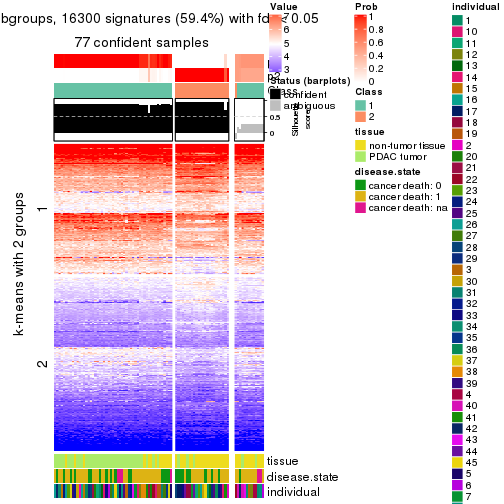 bgroups, 16300 signatures (59.4%) with fdr < 0.05
77 confident samples
k-means with 2 groups
1
2
p2
Class
0.5
0
Silhouette
score
tissue
disease.state
individual
Value
6
5
4
3
Status (barplots)
confident
ambiguous
Prob
1
0.8
0.6
0.4
0.2
0
Class
1
2
tissue
non-tumor tissue
PDAC tumor
disease.state
cancer death: 0
cancer death: 1
cancer death: na
individual
1
10
11
12
13
14
15
16
17
18
19
2
20
21
22
23
24
25
26
27
28
29
3
30
31
32
33
34
35
36
37
38
39
4
40
41
42
43
44
45
5
6
7